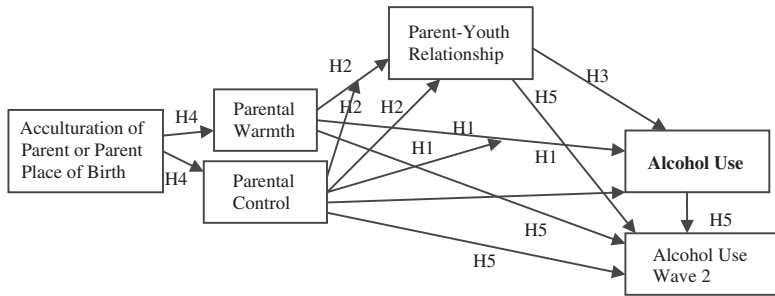 Parent-Youth
Relationship
H2
H3
H5
H2
H2
H4
Parental
Warmth
Acculturation of
Parent or Parent
Place of Birth
H1
H1
H1
Alcohol Use
H4
Parental
Control
H5
H5
H5
Alcohol Use
Wave 2